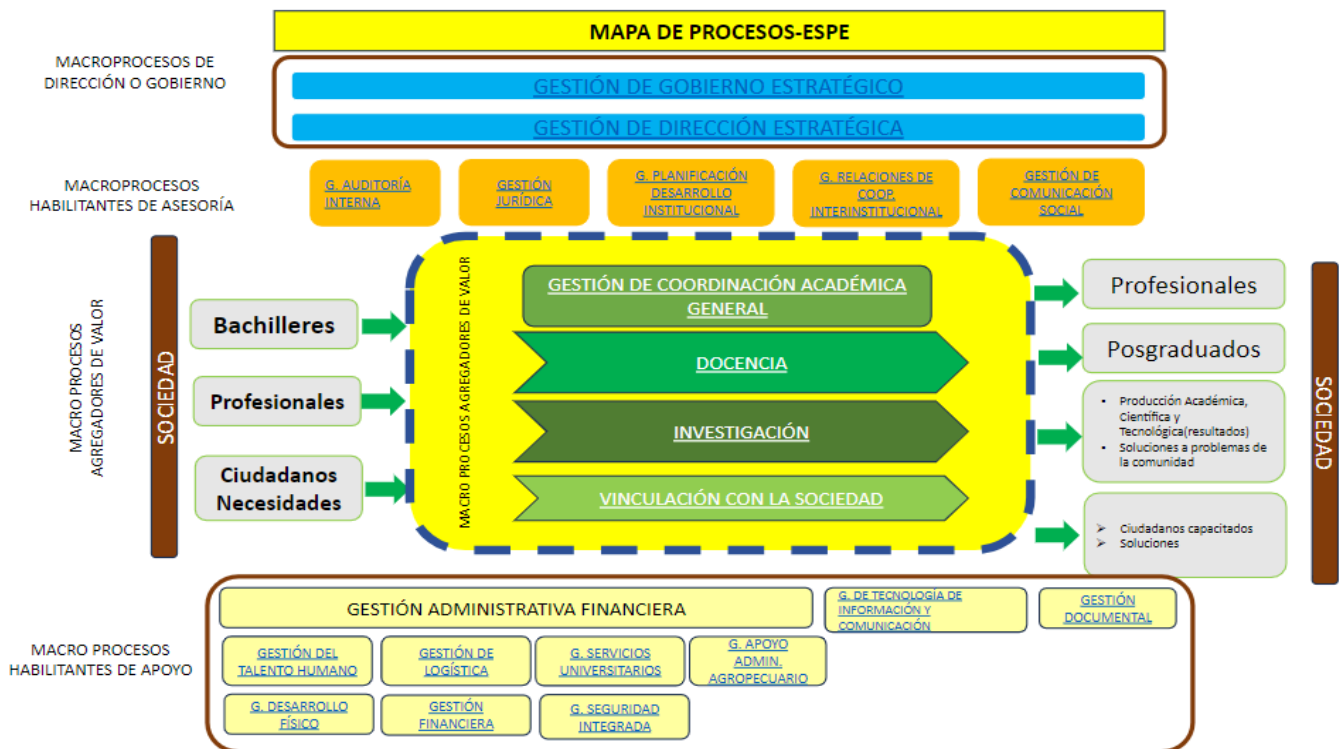 MAPA DE PROCESOS-ESPE
MACROPROCESOS DE
DIRECCIÓN O GOBIERNO
GESTIÓN DE GOBIERNO ESTRATÉGICO
GESTIÓN DE DIRECCIÓN ESTRATÉGICA
MACROPROCESOS
HABILITANTES DE ASESORÍA
G. AUDITORÍA
INTERNA
GESTIÓN
JURÍDICA
G. PLANIFICACIÓN
DESARROLLO
INSTITUCIONAL
G. RELACIONES DE
COOP.
INTERINSTITUCIONAL
GESTIÓN DE
COMUNICACIÓN
SOCIAL
MACRO PROCESOS
AGREGADORES DE VALOR
SOCIEDAD
Bachilleres
Profesionales
Ciudadanos
Necesidades
MACRO PROCESOS AGREGADORES DE VALOR
GESTIÓN DE COORDINACIÓN ACADÉMICA
GENERAL
DOCENCIA
INVESTIGACIÓN
VINCULACIÓN CON LA SOCIEDAD
Profesionales
Posgraduados
• Producción Académica,
Científica y
Tecnológica(resultados)
• Soluciones a problemas de
la comunidad
➢ Ciudadanos capacitados
➢ Soluciones
SOCIEDAD
MACRO PROCESOS
HABILITANTES DE APOYO
GESTIÓN ADMINISTRATIVA FINANCIERA
G. DE TECNOLOGÍA DE
INFORMACIÓN Y
COMUNICACIÓN
GESTIÓN
DOCUMENTAL
GESTIÓN DEL
TALENTO HUMANO
GESTIÓN DE
LOGÍSTICA
G. SERVICIOS
UNIVERSITARIOS
G. APOYO
ADMIN.
AGROPECUARIO
G. DESARROLLO
FÍSICO
GESTIÓN
FINANCIERA
G. SEGURIDAD
INTEGRADA